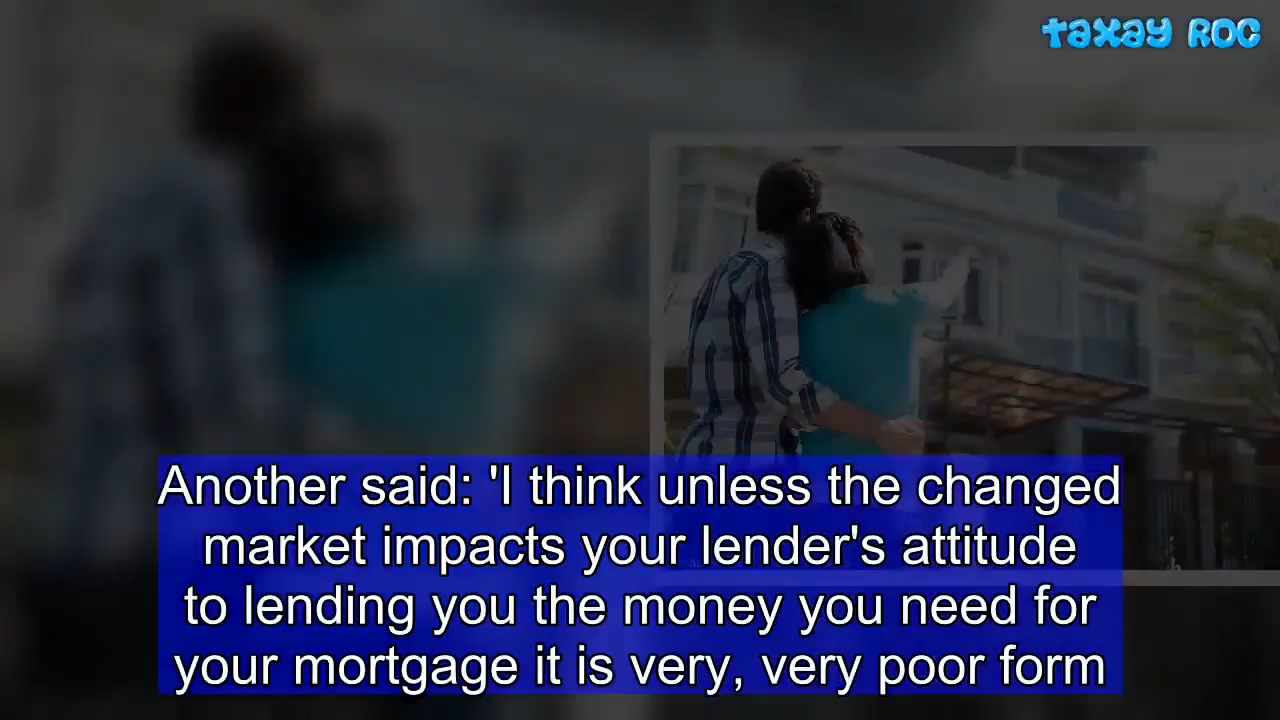 TAXAY ROC
Another said: 'I think unless the changed
market impacts your lender's attitude
to lending you the money you need for
your mortgage it is very, very poor form